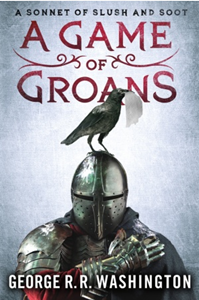 A SONNET OF SLUSH AND SOOT
A GAME
OF
GROANS
GEORGE R.R. WASHINGTON